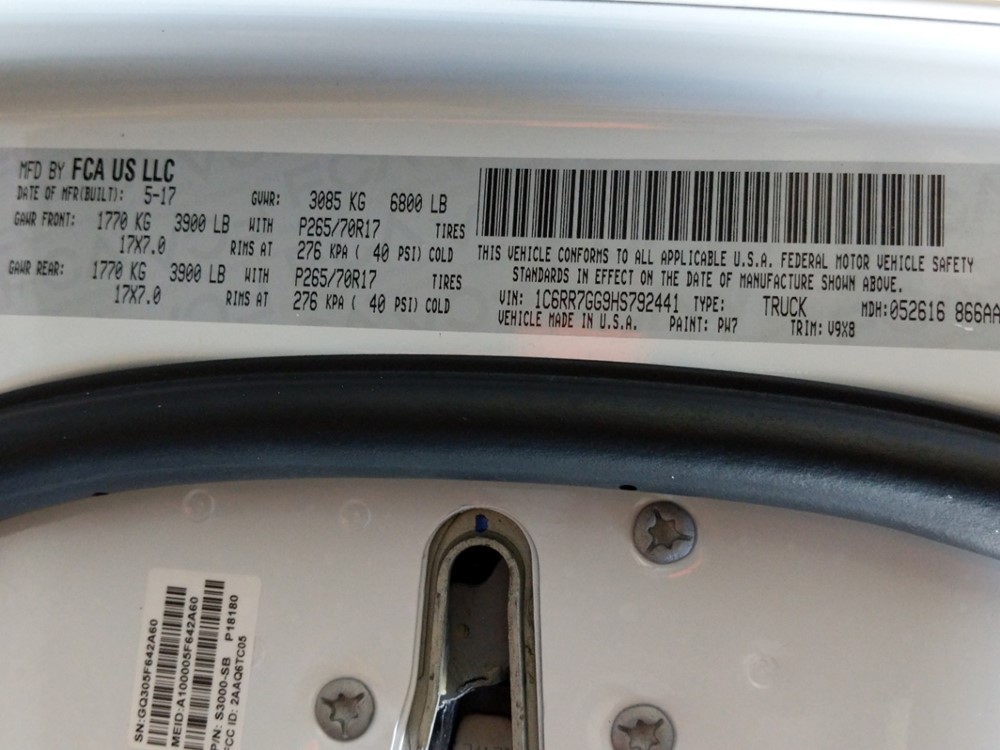 MFD BY FCA US LLC
DATE OF MFR(BUILT): 5-17 GVWR: 3085 KG 6800 LB
GAWR FRONT: 1770 KG 3900 LB WITH P265/70R17 TIRES
17X7.0 RIMS AT 276 KPA ( 40 PSI) COLD
GAWR REAR: 1770 KG 3900 LB WITH P265/70R17 TIRES
17X7.0 RIMS AT 276 KPA ( 40 PSI) COLD
THIS VEHICLE CONFORMS TO ALL APPLICABLE U.S.A. FEDERAL MOTOR VEHICLE SAFETY
STANDARDS IN EFFECT ON THE DATE OF MANUFACTURE SHOWN ABOVE.
VIN: 1C6RR7GG9HS792441 TYPE: TRUCK MDH:052616 866AA
VEHICLE MADE IN U.S.A. PAINT: PW7 TRIM: V9X8
SN:GQ305F642A60
MEID:A100005F642A60
P/N: S3000-SB P18180
FCC ID: 2AAQ6TC05